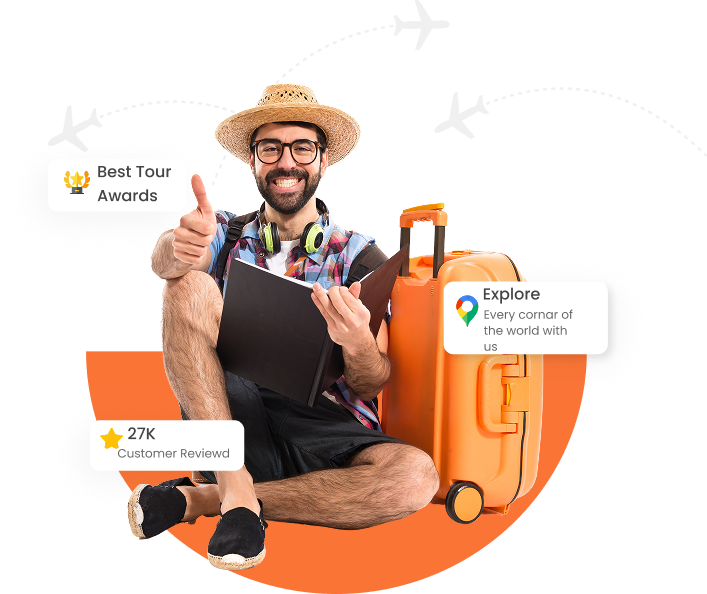 Best Tour
Awards
Explore
Every cornar of
the world with
us
27K
Customer Reviewd